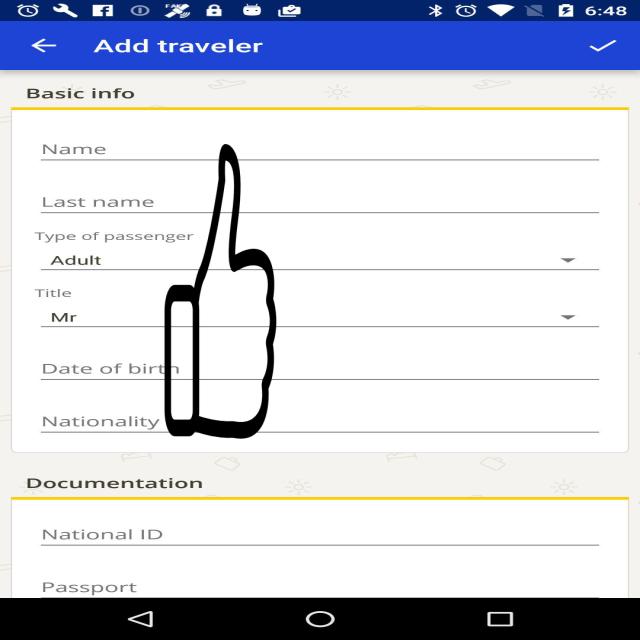 6:48
Add traveler
Basic info
Name
Last name
Type of passenger
Adult
Title
Mr
Date of birth
Nationality
Documentation
National ID
Passport